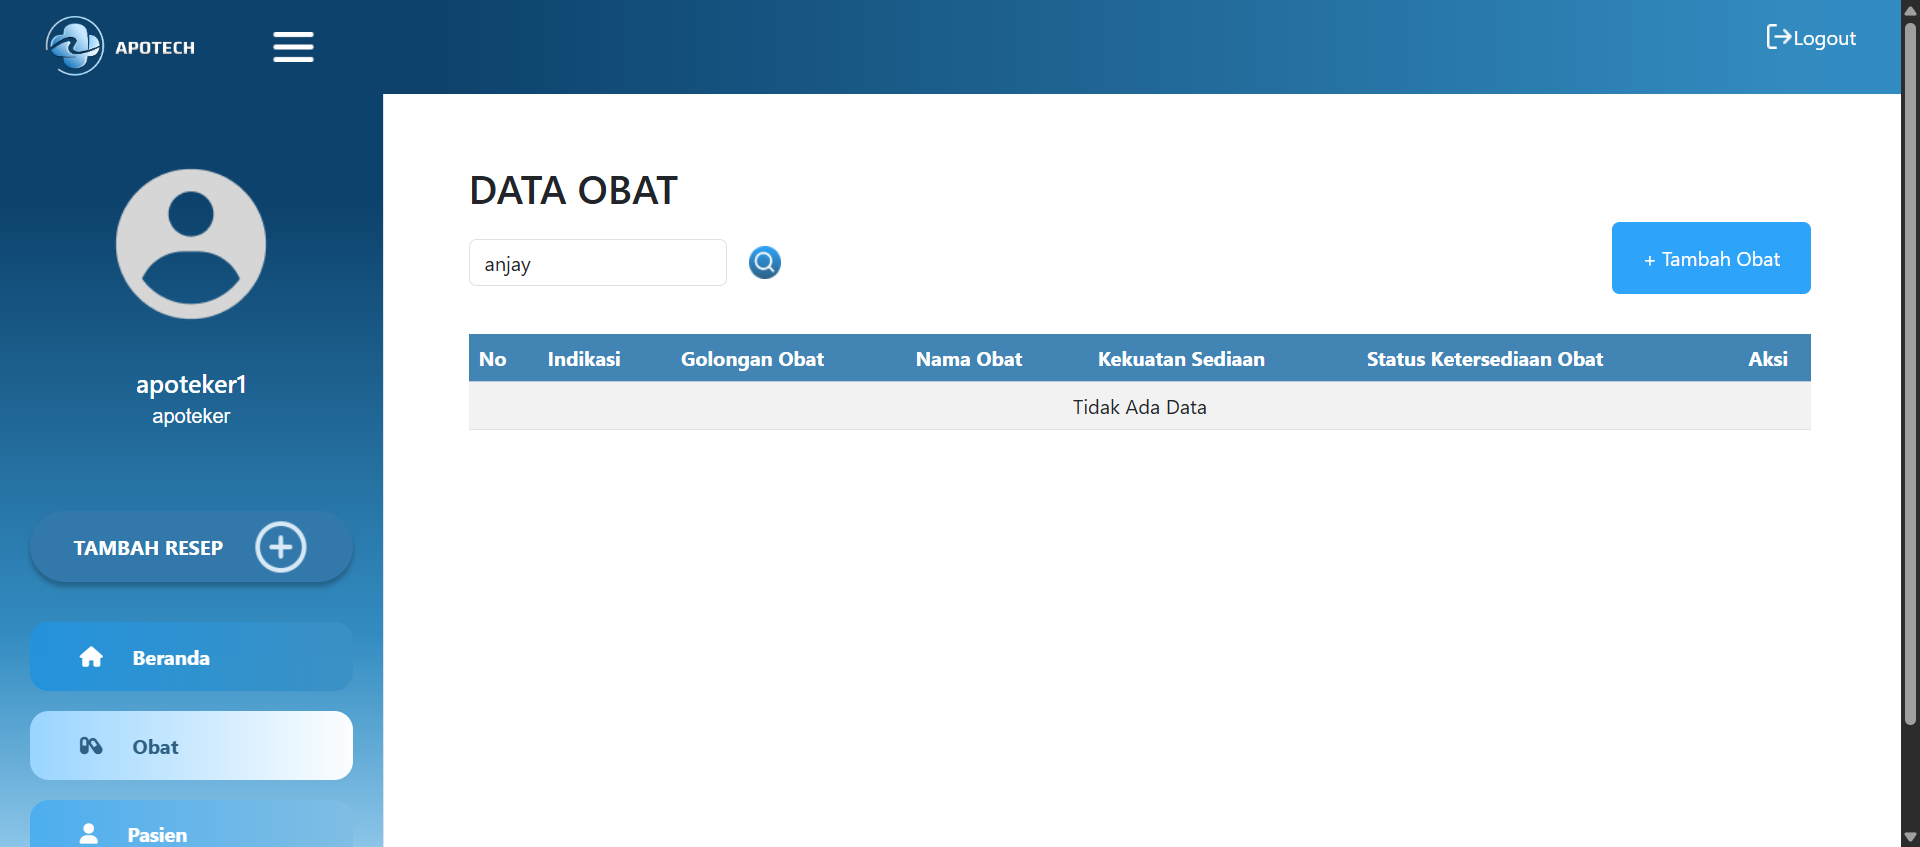 APOTECH
Logout
apoteker1
apoteker
TAMBAH RESEP
Beranda
Obat
Pasien
DATA OBAT
anjay
+ Tambah Obat
No Indikasi Golongan Obat Nama Obat Kekuatan Sediaan Status Ketersediaan Obat Aksi
Tidak Ada Data